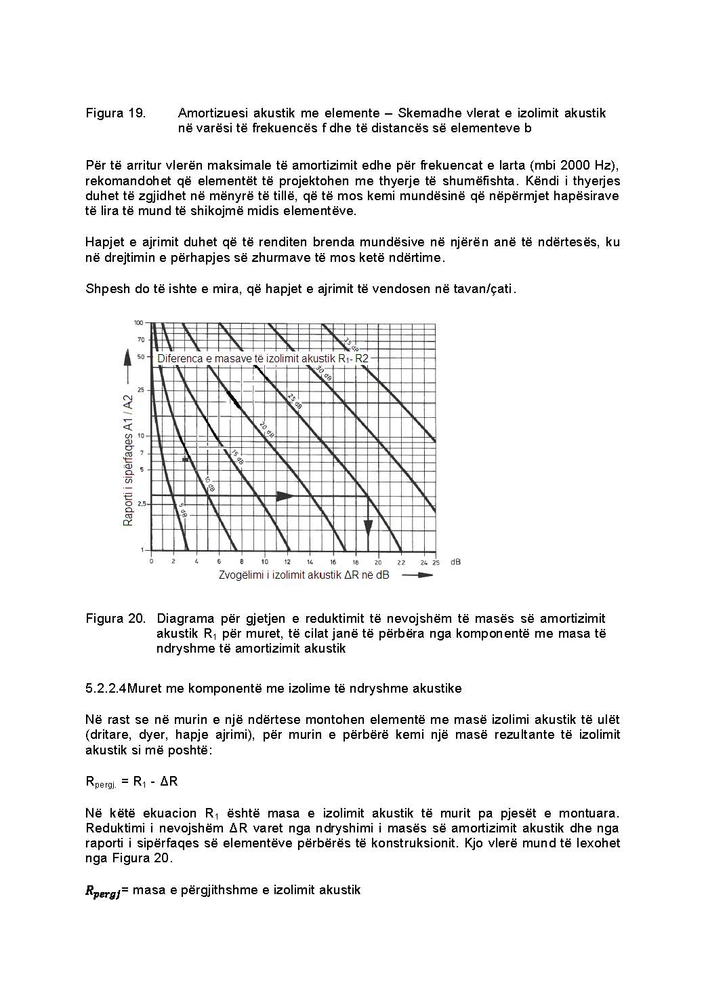 Figura 19. Amortizuesi akustik me elemente – Skemadhe vlerat e izolimit akustik
në varësi të frekuencës f dhe të distancës së elementeve b
Për të arritur vlerën maksimale të amortizimit edhe për frekuencat e larta (mbi 2000 Hz),
rekomandohet që elementët të projektohen me thyerje të shumëfishta. Këndi i thyerjes
duhet të zgjidhet në mënyrë të tillë, që të mos kemi mundësinë që nëpërmjet hapësirave
të lira të mund të shikojmë midis elementëve.
Hapjet e ajrimit duhet që të renditen brenda mundësive në njërën anë të ndërtesës, ku
në drejtimin e përhapjes së zhurmave të mos ketë ndërtime.
Shpesh do të ishte e mira, që hapjet e ajrimit të vendosen në tavan/çati.
100
70
50
25
10
7
5
2,5
1
Raporti i sipërfaqes A1 / A2
Diferenca e masave të izolimit akustik R1- R2
35 dB
30 dB
25 dB
20 dB
15 dB
10 dB
5 dB
0 2 4 6 8 10 12 14 16 18 20 22 24 25 dB
Zvogëlimi i izolimit akustik ΔR në dB
Figura 20. Diagrama për gjetjen e reduktimit të nevojshëm të masës së amortizimit
akustik R1 për muret, të cilat janë të përbëra nga komponentë me masa të
ndryshme të amortizimit akustik
5.2.2.4Muret me komponentë me izolime të ndryshme akustike
Në rast se në murin e një ndërtese montohen elementë me masë izolimi akustik të ulët
(dritare, dyer, hapje ajrimi), për murin e përbërë kemi një masë rezultante të izolimit
akustik si më poshtë:
Rpergj. = R1 - ΔR
Në këtë ekuacion R1 është masa e izolimit akustik të murit pa pjesët e montuara.
Reduktimi i nevojshëm ΔR varet nga ndryshimi i masës së amortizimit akustik dhe nga
raporti i sipërfaqes së elementëve përbërës të konstruksionit. Kjo vlerë mund të lexohet
nga Figura 20.
Rpergj= masa e përgjithshme e izolimit akustik